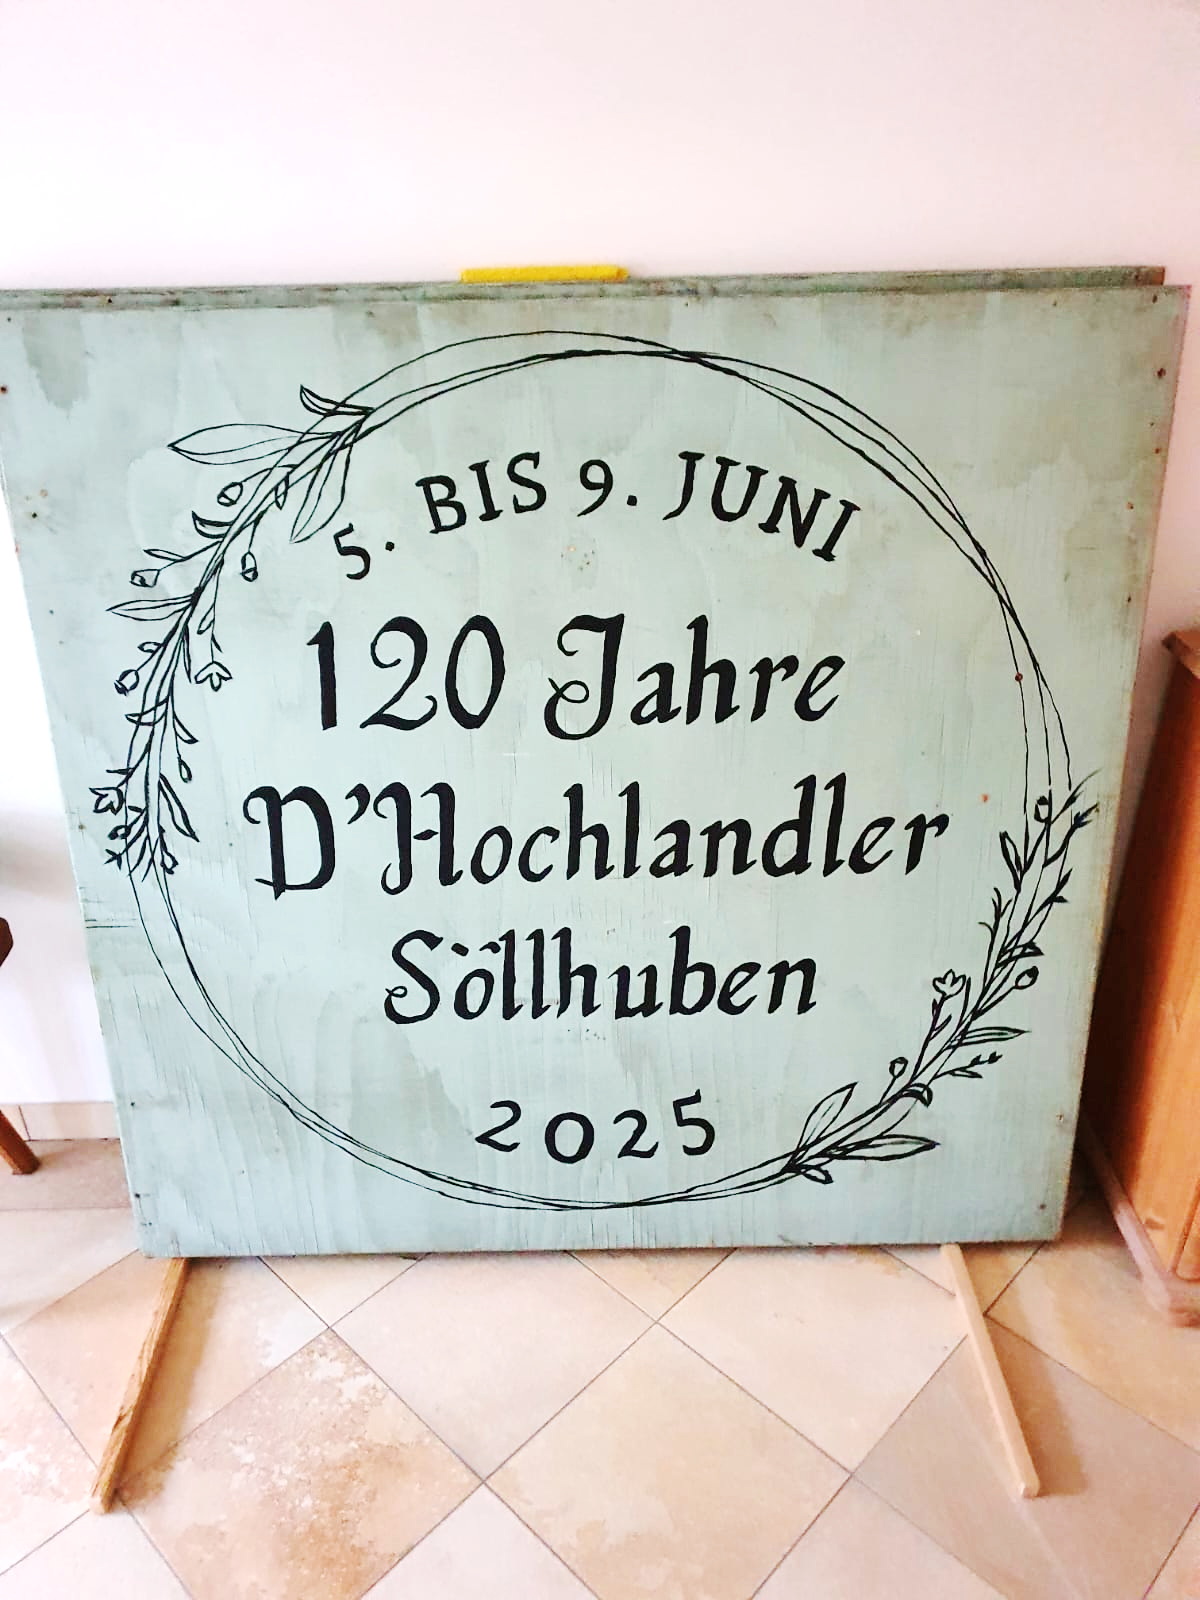 5. BIS 9. JUNI
120 Jahre
D'Hochlandler
Söllhuben
2025